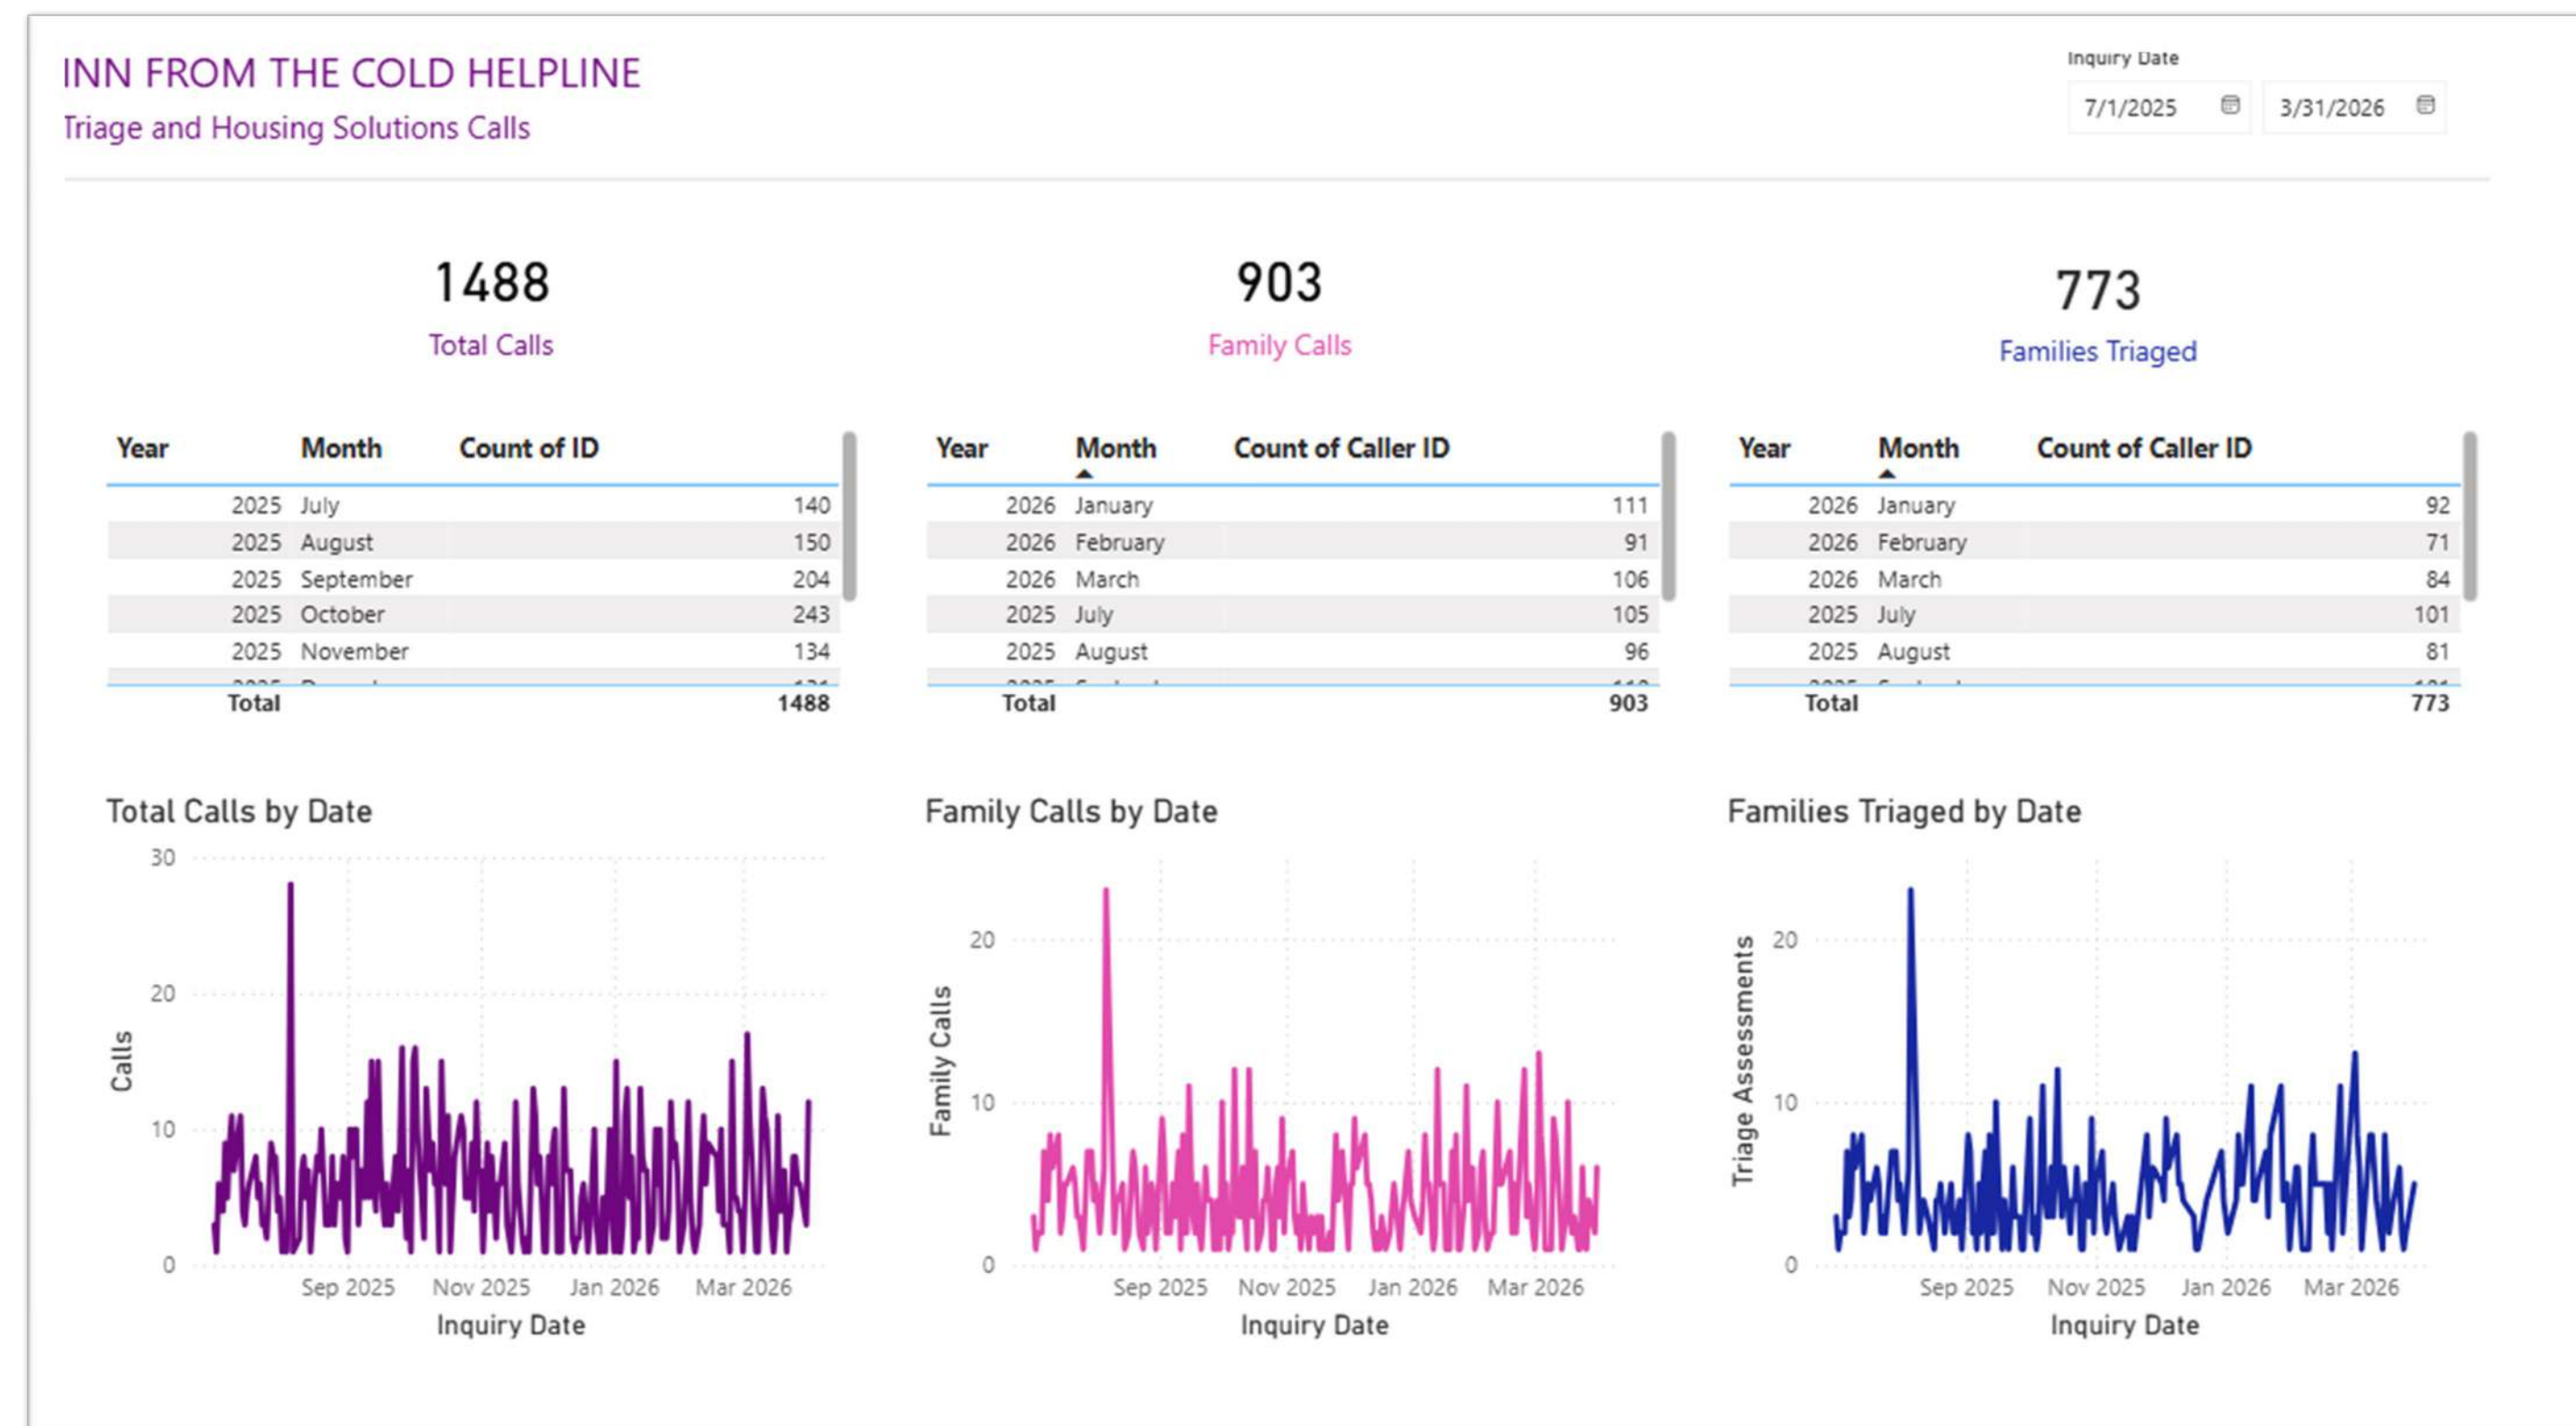 INN FROM THE COLD HELPLINE
Triage and Housing Solutions Calls
Inquiry Date
7/1/2025 3/31/2026
1488
Total Calls
903
Family Calls
773
Families Triaged
Year Month Count of ID
2025 July 140
2025 August 150
2025 September 204
2025 October 243
2025 November 134
Total 1488
Year Month Count of Caller ID
2026 January 111
2026 February 91
2026 March 106
2025 July 105
2025 August 96
Total 903
Year Month Count of Caller ID
2026 January 92
2026 February 71
2026 March 84
2025 July 101
2025 August 81
Total 773
Total Calls by Date
30
20
10
0
Calls
Sep 2025 Nov 2025 Jan 2026 Mar 2026
Inquiry Date
Family Calls by Date
20
10
0
Family Calls
Sep 2025 Nov 2025 Jan 2026 Mar 2026
Inquiry Date
Families Triaged by Date
20
10
0
Triage Assessments
Sep 2025 Nov 2025 Jan 2026 Mar 2026
Inquiry Date